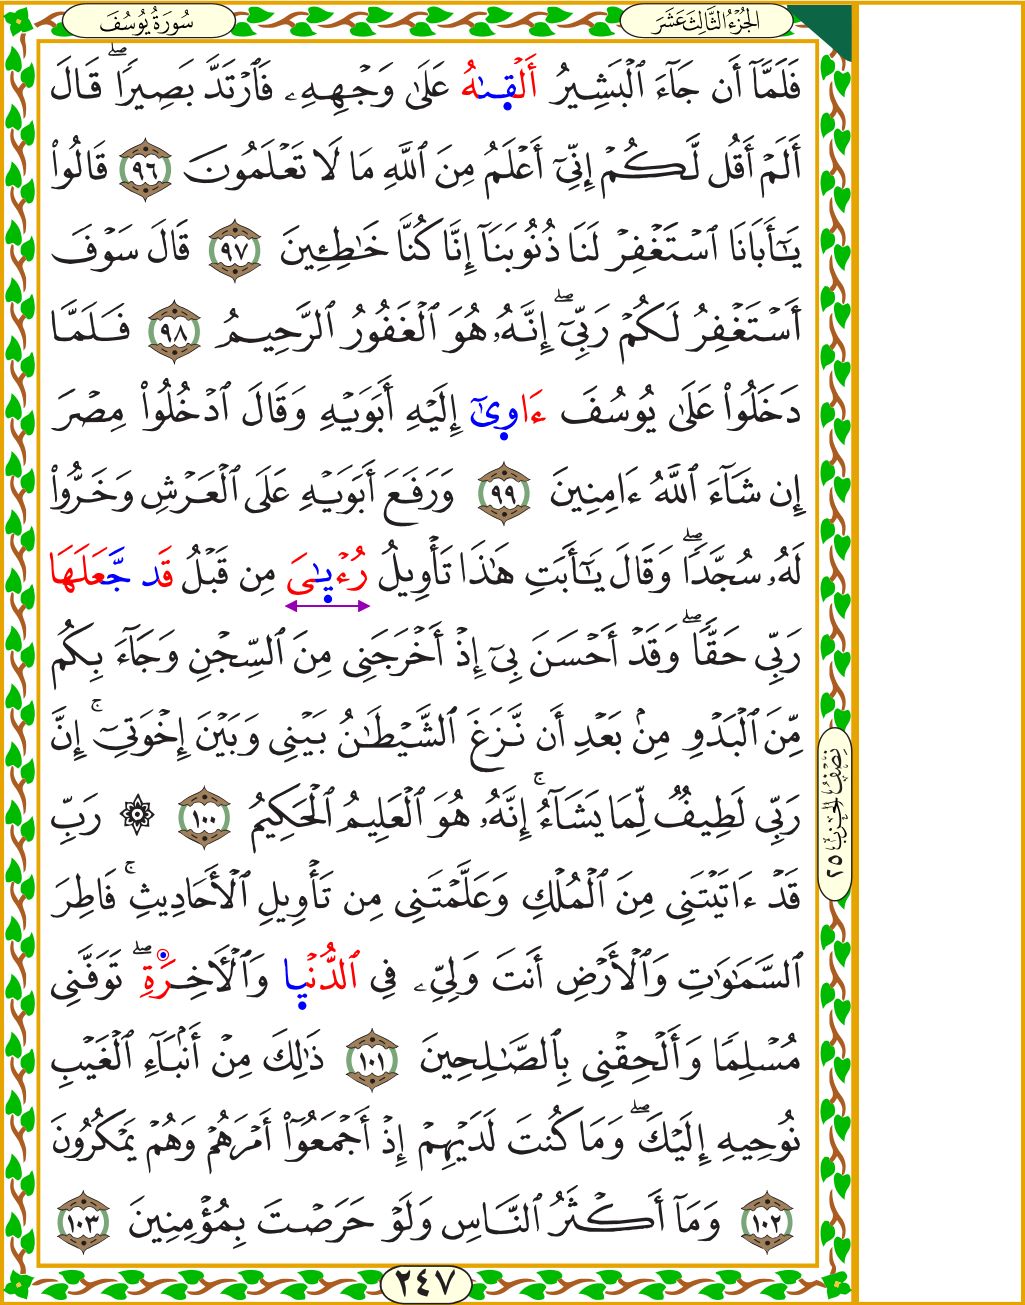 الجُزْءُ الثَّالِثَ عَشَرَ
سُورَةُ يُوسُفَ
فَلَمَّآ أَن جَآءَ ٱلْبَشِيرُ أَلْقَىٰهُ عَلَىٰ وَجْهِهِۦ فَٱرْتَدَّ بَصِيرًاۖ قَالَ
أَلَمْ أَقُل لَّكُمْ إِنِّىٓ أَعْلَمُ مِنَ ٱللَّهِ مَا لَا تَعْلَمُونَ ٩٦ قَالُوا۟
يَـٰٓأَبَانَا ٱسْتَغْفِرْ لَنَا ذُنُوبَنَآ إِنَّا كُنَّا خَـٰطِـِٔينَ ٩٧ قَالَ سَوْفَ
أَسْتَغْفِرُ لَكُمْ رَبِّىٓۖ إِنَّهُۥ هُوَ ٱلْغَفُورُ ٱلرَّحِيمُ ٩٨ فَلَمَّا
دَخَلُوا۟ عَلَىٰ يُوسُفَ ءَاوِىٰٓ إِلَيْهِ أَبَوَيْهِ وَقَالَ ٱدْخُلُوا۟ مِصْرَ
إِن شَآءَ ٱللَّهُ ءَامِنِينَ ٩٩ وَرَفَعَ أَبَوَيْهِ عَلَى ٱلْعَرْشِ وَخَرُّوا۟
لَهُۥ سُجَّدًاۖ وَقَالَ يَـٰٓأَبَتِ هَـٰذَا تَأْوِيلُ رُءْيَـٰىَ مِن قَبْلُ قَد جَّعَلَهَا
رَبِّى حَقًّاۖ وَقَدْ أَحْسَنَ بِىٓ إِذْ أَخْرَجَنِى مِنَ ٱلسِّجْنِ وَجَآءَ بِكُم
مِّنَ ٱلْبَدْوِ مِنۢ بَعْدِ أَن نَّزَغَ ٱلشَّيْطَـٰنُ بَيْنِى وَبَيْنَ إِخْوَتِىٓۚ إِنَّ
رَبِّى لَطِيفٌ لِّمَا يَشَآءُۚ إِنَّهُۥ هُوَ ٱلْعَلِيمُ ٱلْحَكِيمُ ١٠٠ ۞ رَبِّ
قَدْ ءَاتَيْتَنِى مِنَ ٱلْمُلْكِ وَعَلَّمْتَنِى مِن تَأْوِيلِ ٱلْأَحَادِيثِۚ فَاطِرَ
ٱلسَّمَـٰوَٰتِ وَٱلْأَرْضِ أَنتَ وَلِىِّۦ فِى ٱلدُّنْيِا وَٱلْـَٔاخِرَةِۖ تَوَفَّنِى
مُسْلِمًا وَأَلْحِقْنِى بِٱلصَّـٰلِحِينَ ١٠١ ذَٰلِكَ مِنْ أَنۢبَآءِ ٱلْغَيْبِ
نُوحِيهِ إِلَيْكَۖ وَمَا كُنتَ لَدَيْهِمْ إِذْ أَجْمَعُوٓا۟ أَمْرَهُمْ وَهُمْ يَمْكُرُونَ
١٠٢ وَمَآ أَكْثَرُ ٱلنَّاسِ وَلَوْ حَرَصْتَ بِمُؤْمِنِينَ ١٠٣
نِصْفُ الحِزْبِ ٢٥
٢٤٧